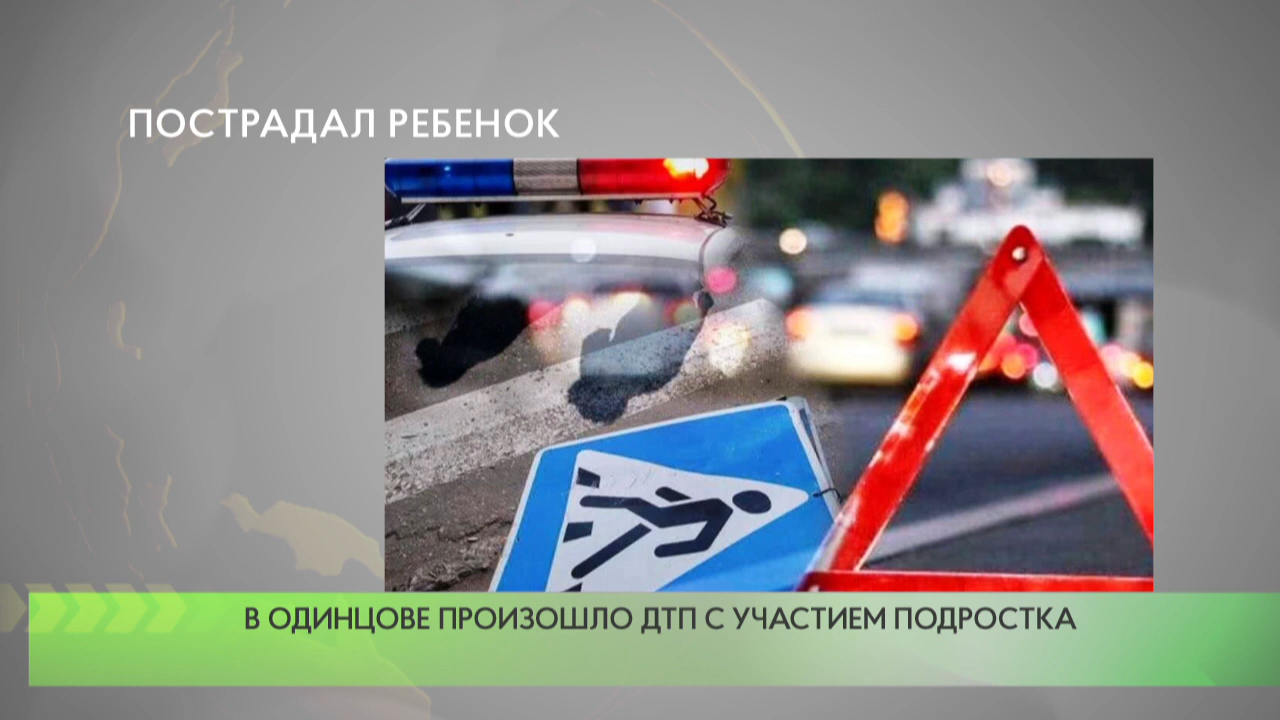 ПОСТРАДАЛ РЕБЕНОК
В ОДИНЦОВЕ ПРОИЗОШЛО ДТП С УЧАСТИЕМ ПОДРОСТКА